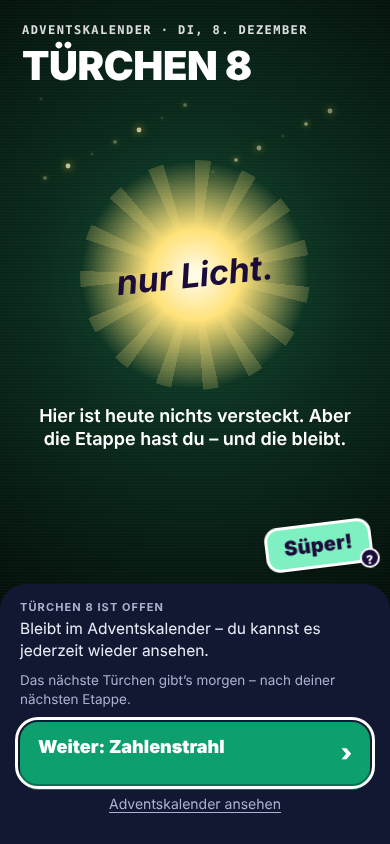 ADVENTSKALENDER · DI, 8. DEZEMBER
TÜRCHEN 8
nur Licht.
Hier ist heute nichts versteckt. Aber
die Etappe hast du – und die bleibt.
Süper!
?
TÜRCHEN 8 IST OFFEN
Bleibt im Adventskalender – du kannst es
jederzeit wieder ansehen.
Das nächste Türchen gibt’s morgen – nach deiner
nächsten Etappe.
Weiter: Zahlenstrahl ›
Adventskalender ansehen